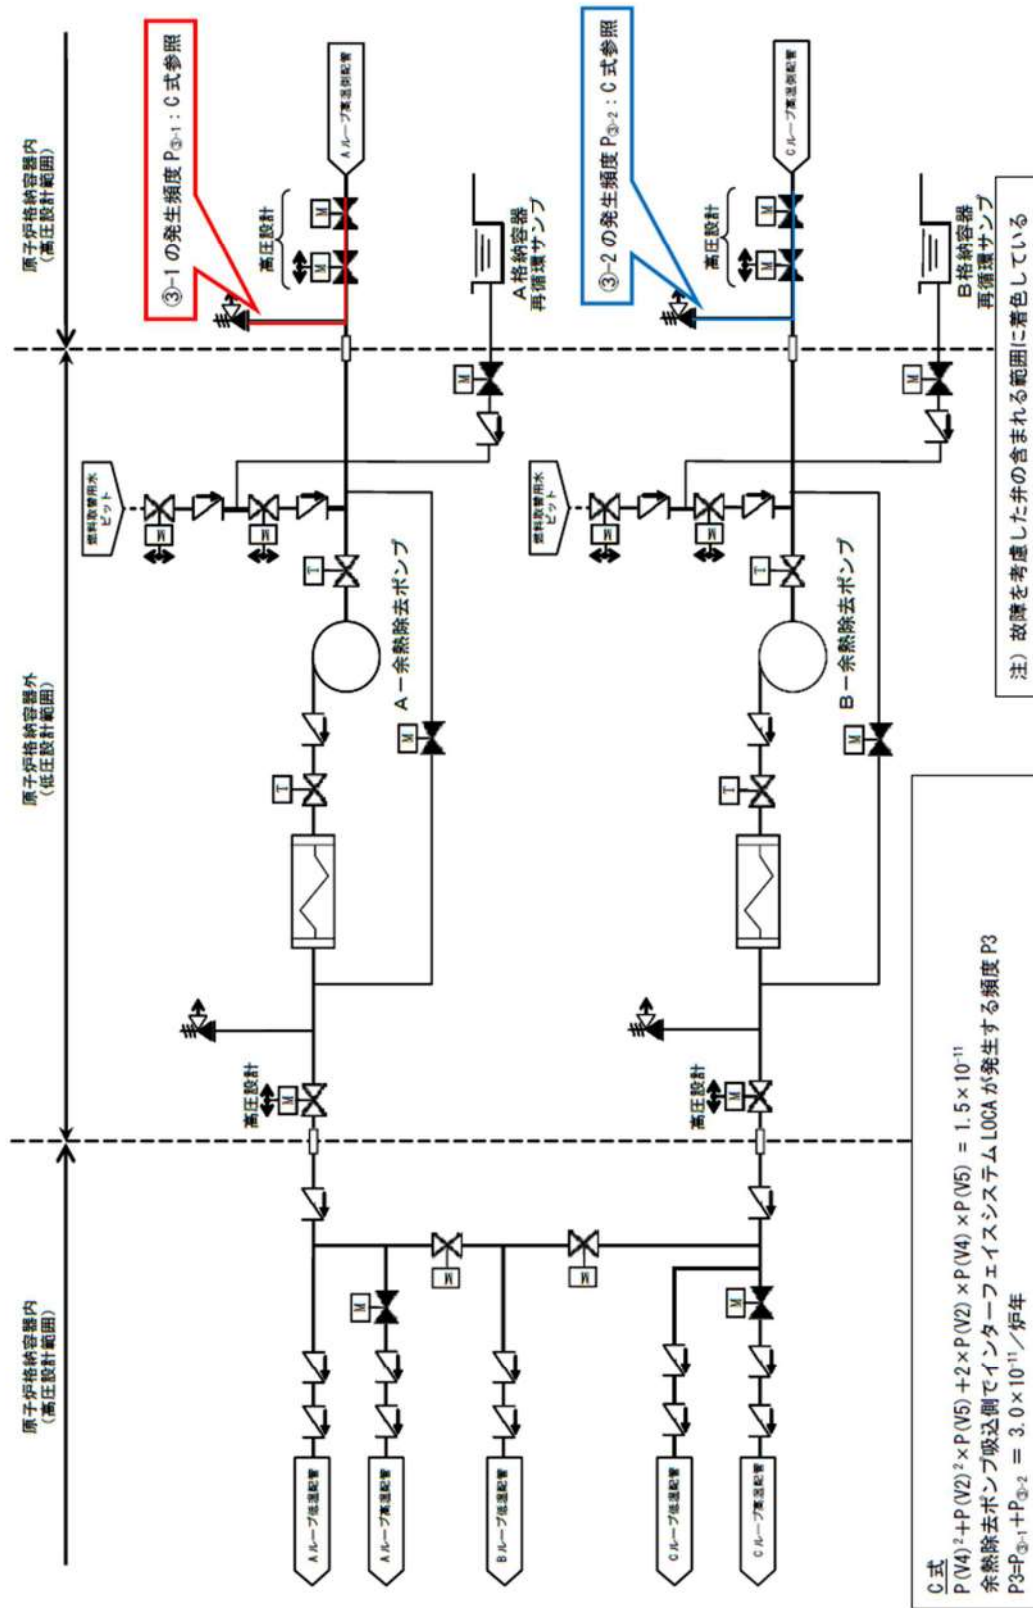 原子炉格納容器内
(高圧設計範囲)
原子炉格納容器外
(低圧設計範囲)
原子炉格納容器内
(高圧設計範囲)
③-1の発生頻度 P③-1：C式参照
燃料取替用水
ピット
高圧設計
高圧設計
T
T
M
M
M
M
M
M
M
Aループ低温配管
Aループ高温側配管
A－余熱除去ポンプ
M
M
Aループ高温配管
M
M
A格納容器
再循環サンプ
Bループ低温配管
M
③-2の発生頻度 P③-2：C式参照
燃料取替用水
ピット
高圧設計
高圧設計
Cループ低温配管
T
T
M
M
M
M
M
Cループ高温配管
Cループ高温側配管
B－余熱除去ポンプ
M
M
B格納容器
再循環サンプ
C式
P(V4)²+P(V2)²×P(V5)+2×P(V2)×P(V4)×P(V5) = 1.5×10⁻¹¹
余熱除去ポンプ吸込側でインターフェイスシステムLOCAが発生する頻度P3
P3=P③-1+P③-2 = 3.0×10⁻¹¹／炉年
注）故障を考慮した弁の含まれる範囲に着色している